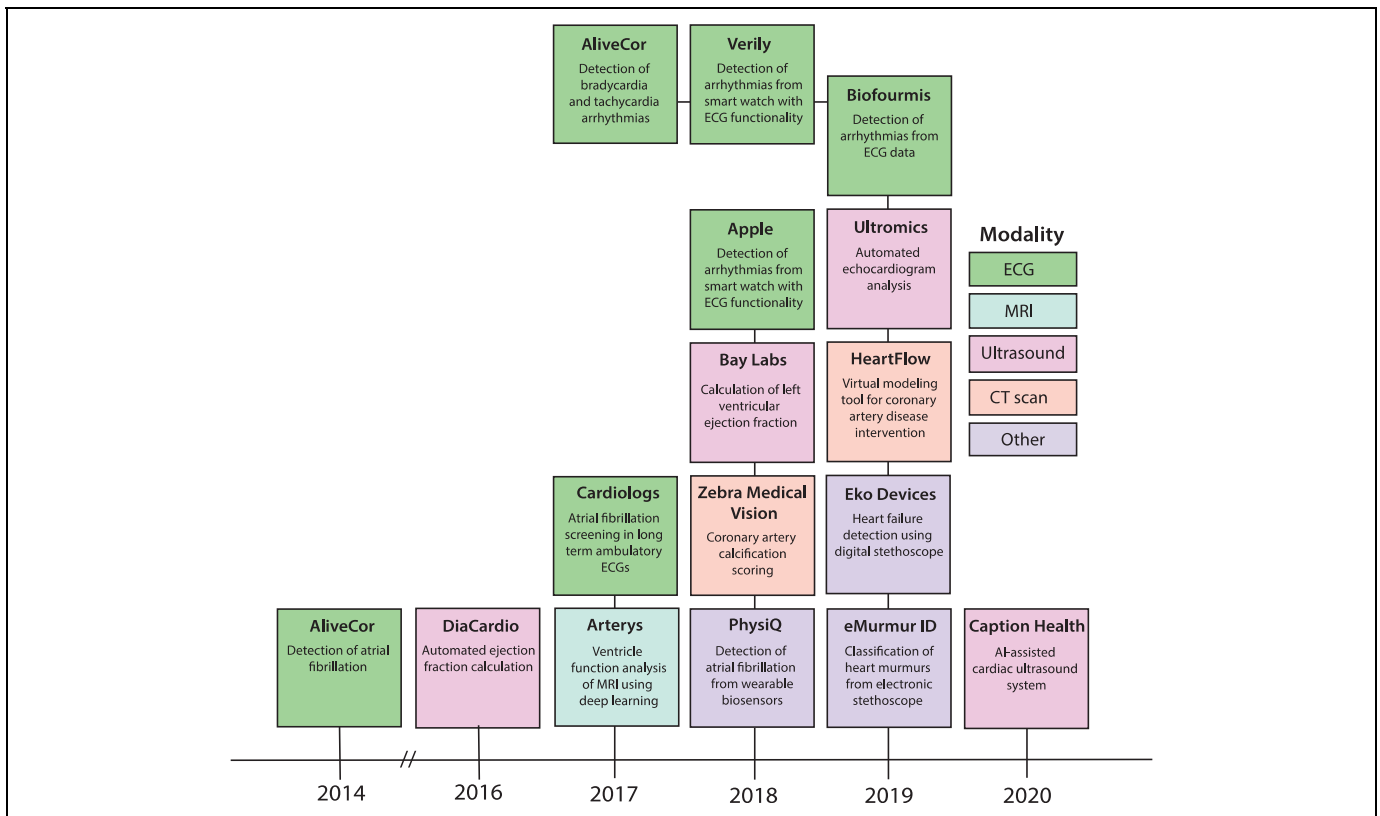 AliveCor
Detection of
bradycardia
and tachycardia
arrhythmias
Verily
Detection of
arrhythmias from
smart watch with
ECG functionality
Biofourmis
Detection of
arrhythmias from
ECG data
Apple
Detection of
arrhythmias from
smart watch with
ECG functionality
Ultromics
Automated
echocardiogram
analysis
Modality
ECG
MRI
Ultrasound
CT scan
Other
Bay Labs
Calculation of left
ventricular
ejection fraction
HeartFlow
Virtual modeling
tool for coronary
artery disease
intervention
Cardiologs
Atrial fibrillation
screening in long
term ambulatory
ECGs
Zebra Medical
Vision
Coronary artery
calcification
scoring
Eko Devices
Heart failure
detection using
digital stethoscope
AliveCor
Detection of atrial
fibrillation
DiaCardio
Automated ejection
fraction calculation
Arterys
Ventricle
function analysis
of MRI using
deep learning
PhysiQ
Detection of
atrial fibrillation
from wearable
biosensors
eMurmur ID
Classification of
heart murmurs
from electronic
stethoscope
Caption Health
AI-assisted
cardiac ultrasound
system
2014
2016
2017
2018
2019
2020